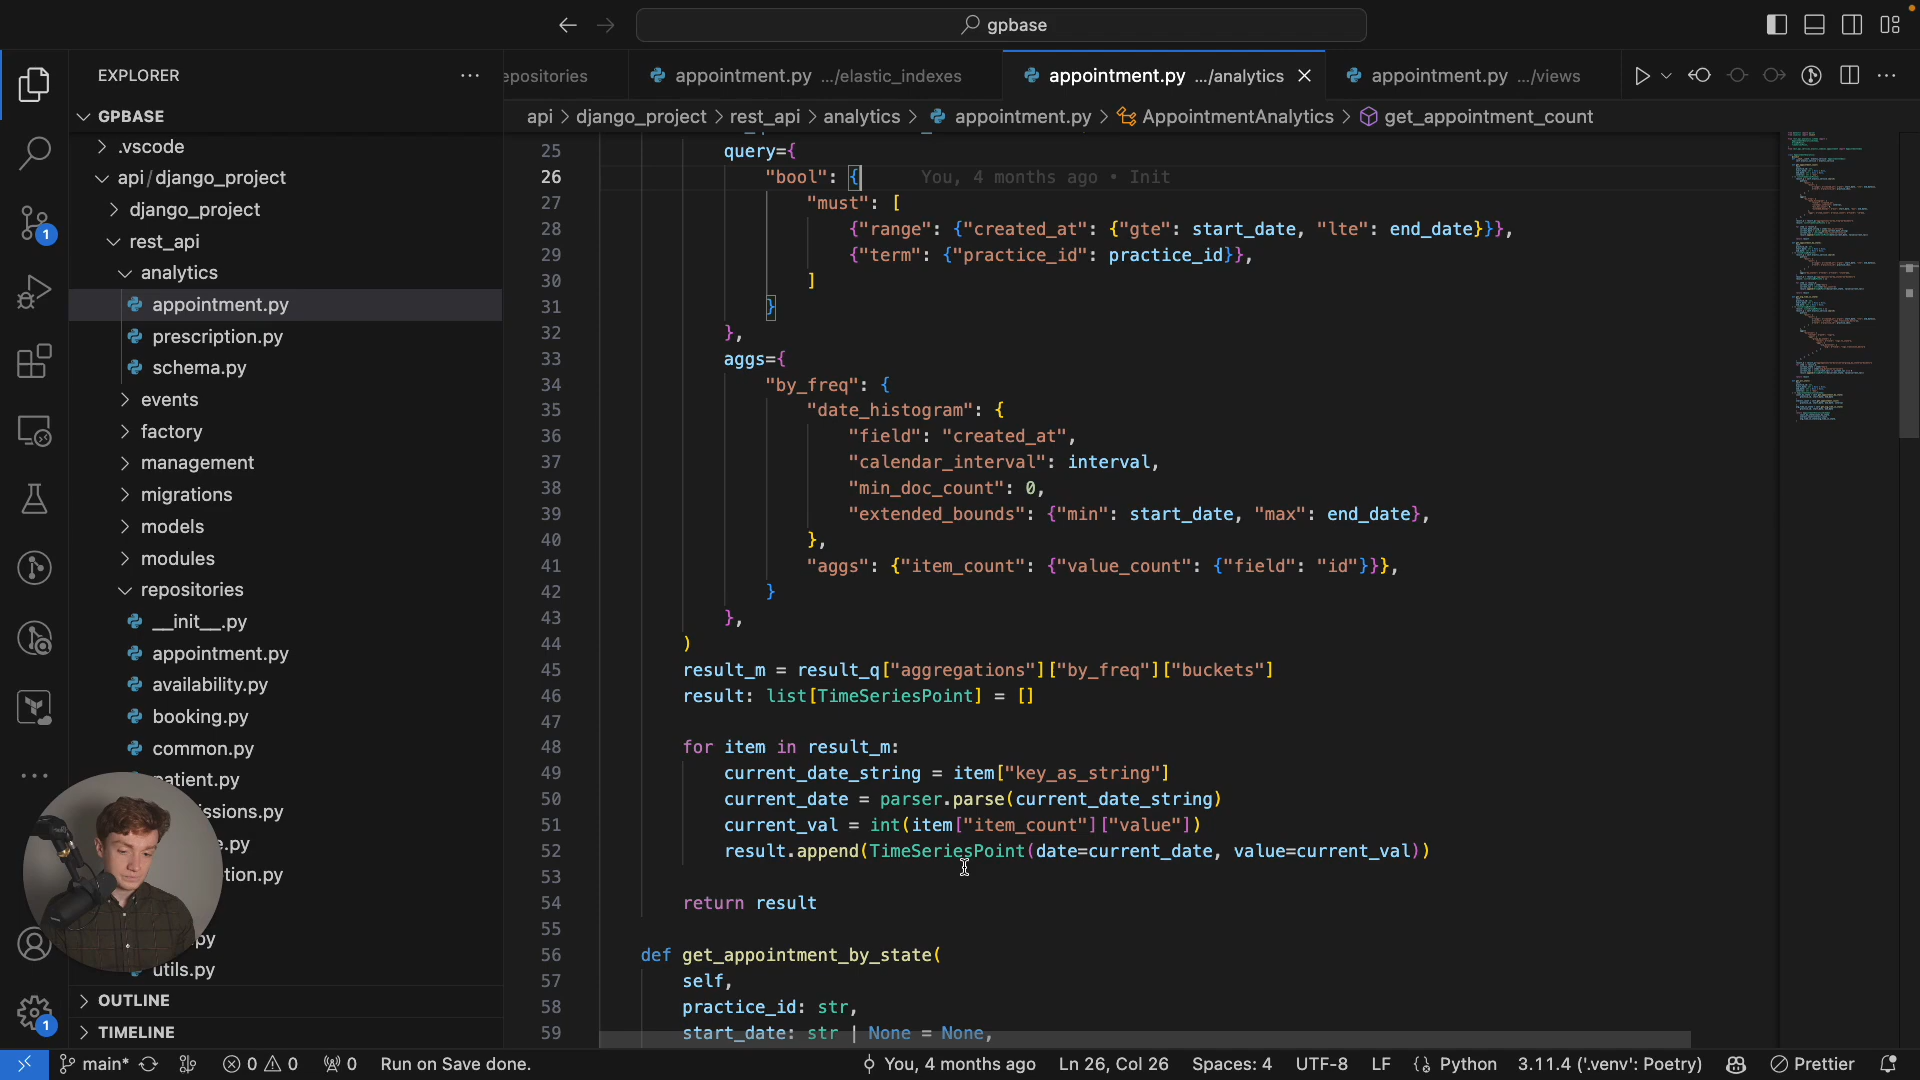 gpbase
EXPLORER
epositories
appointment.py .../elastic_indexes
appointment.py .../analytics
appointment.py .../views
GPBASE
api > django_project > rest_api > analytics > appointment.py > AppointmentAnalytics > get_appointment_count
.vscode
api / django_project
django_project
rest_api
analytics
appointment.py
prescription.py
schema.py
events
factory
management
migrations
models
modules
repositories
__init__.py
appointment.py
availability.py
booking.py
common.py
patient.py
ssions.py
e.py
tion.py
.py
utils.py
OUTLINE
TIMELINE
1
1
25 query={
26 "bool": { You, 4 months ago • Init
27 "must": [
28 {"range": {"created_at": {"gte": start_date, "lte": end_date}}},
29 {"term": {"practice_id": practice_id}},
30 ]
31 }
32 },
33 aggs={
34 "by_freq": {
35 "date_histogram": {
36 "field": "created_at",
37 "calendar_interval": interval,
38 "min_doc_count": 0,
39 "extended_bounds": {"min": start_date, "max": end_date},
40 },
41 "aggs": {"item_count": {"value_count": {"field": "id"}}},
42 }
43 },
44 )
45 result_m = result_q["aggregations"]["by_freq"]["buckets"]
46 result: list[TimeSeriesPoint] = []
47
48 for item in result_m:
49 current_date_string = item["key_as_string"]
50 current_date = parser.parse(current_date_string)
51 current_val = int(item["item_count"]["value"])
52 result.append(TimeSeriesPoint(date=current_date, value=current_val))
53
54 return result
55
56 def get_appointment_by_state(
57 self,
58 practice_id: str,
59 start_date: str | None = None,
main* 0 0 0 Run on Save done. You, 4 months ago Ln 26, Col 26 Spaces: 4 UTF-8 LF {} Python 3.11.4 ('.venv': Poetry) Prettier